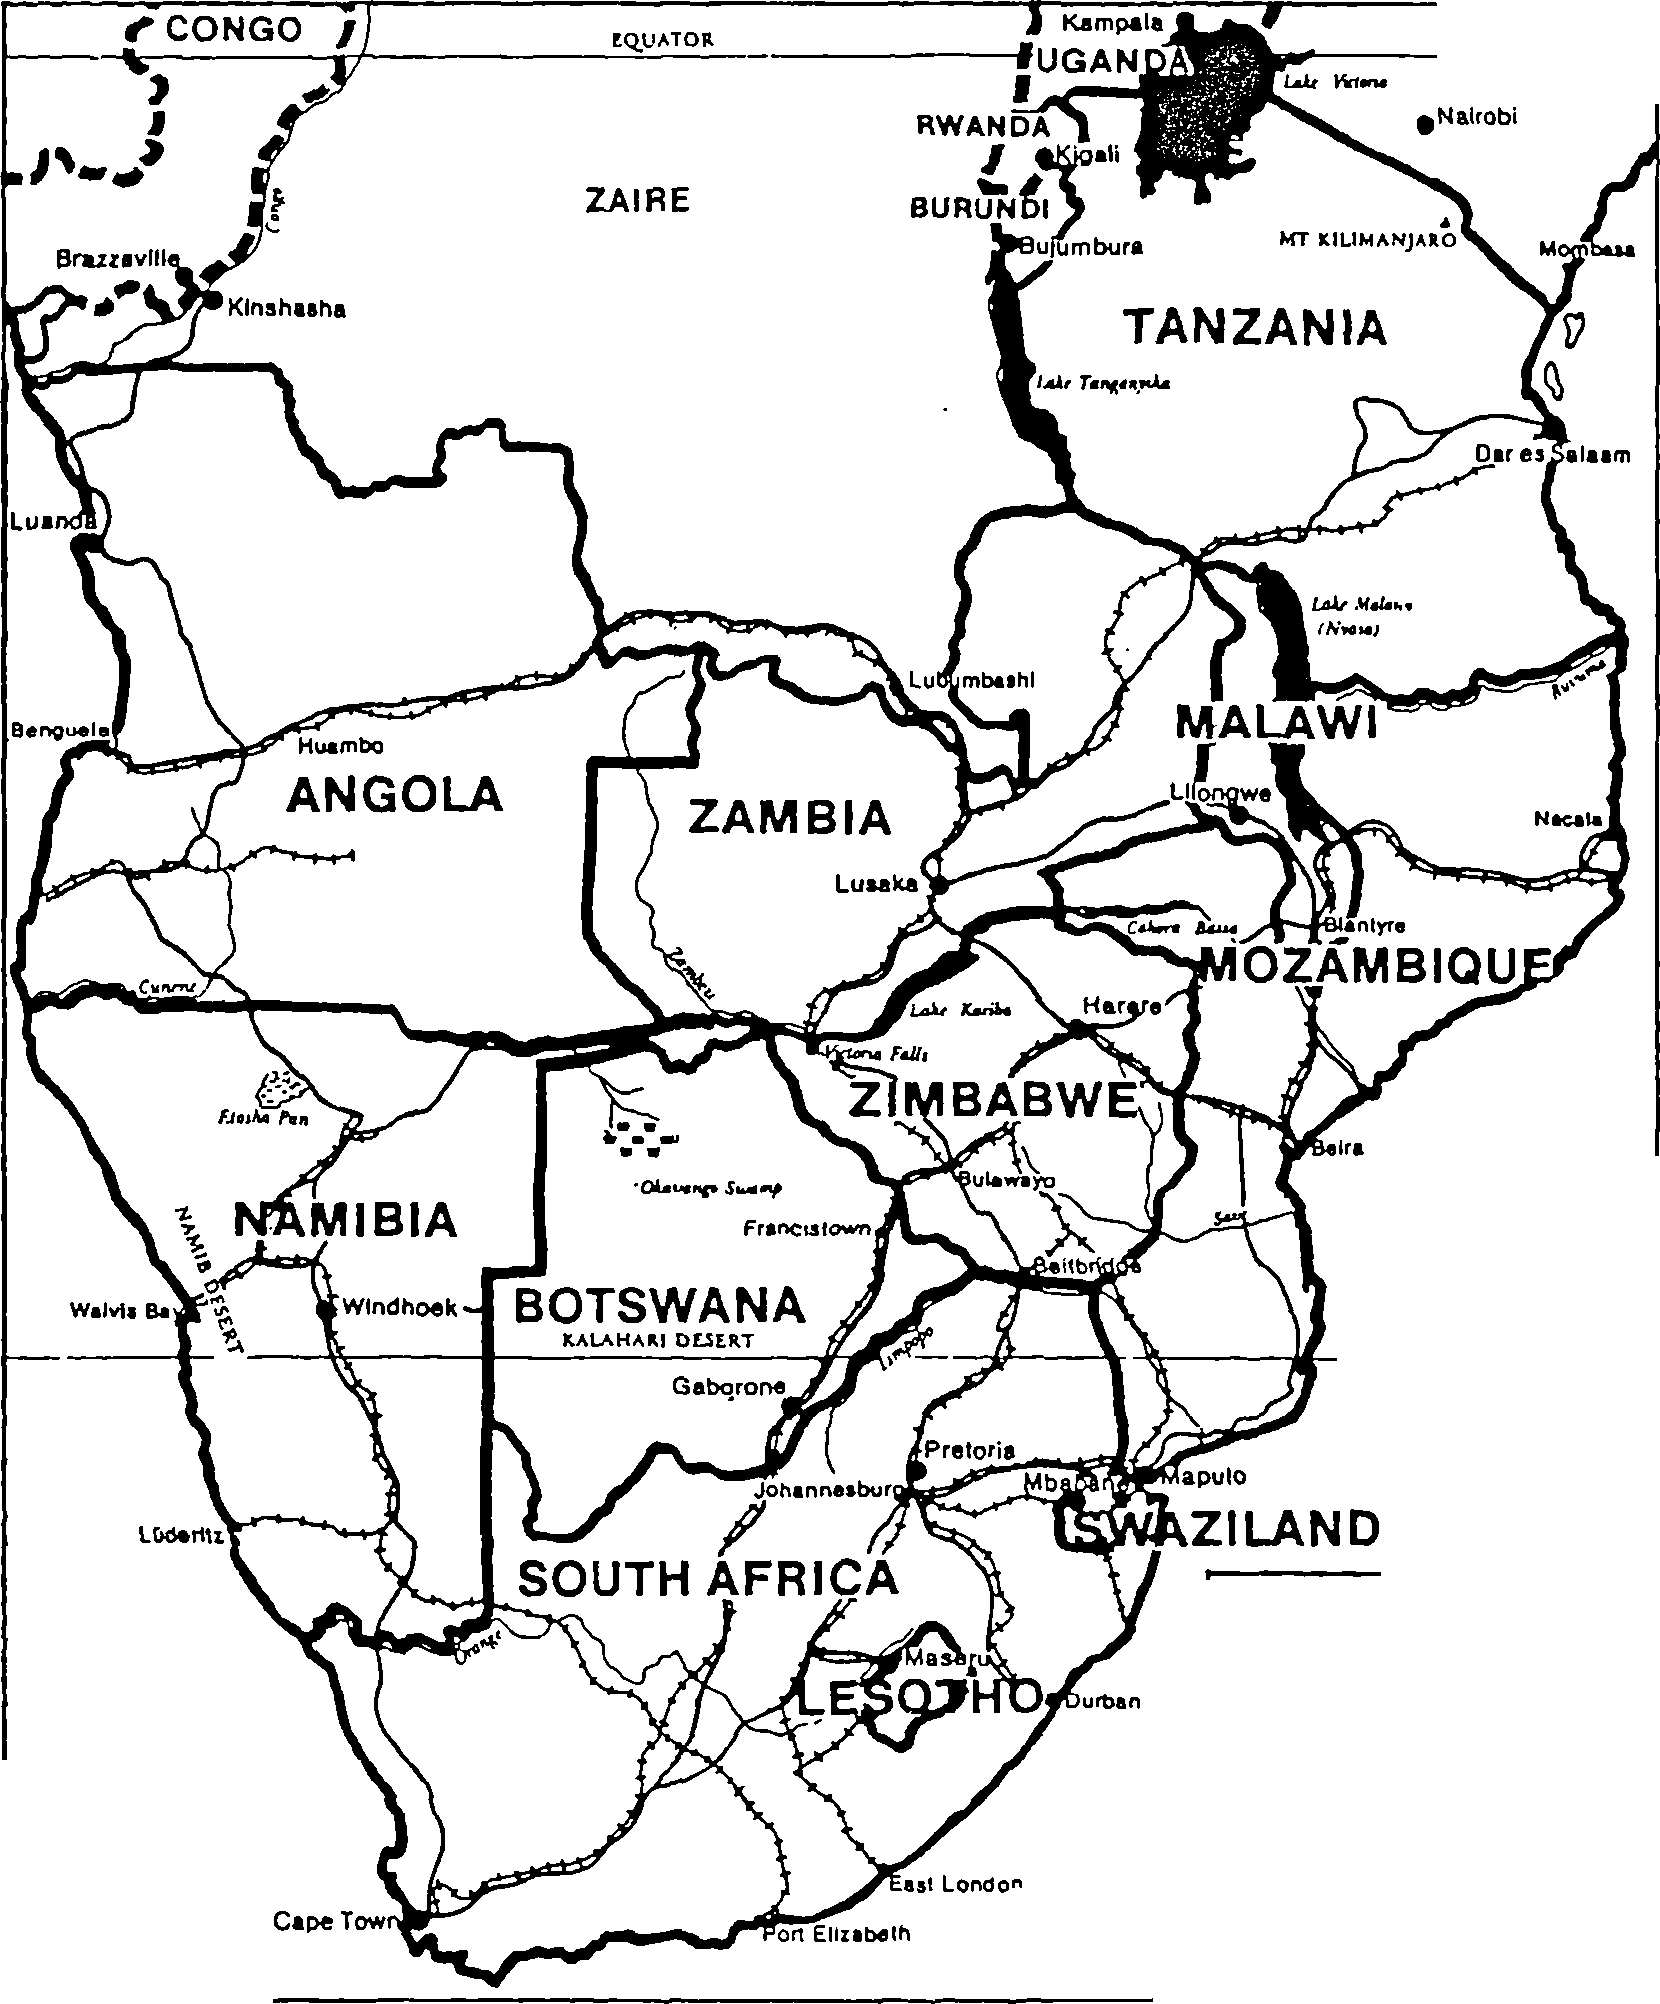 CONGO
Kampala
EQUATOR
UGANDA
Lake Victoria
Nairobi
RWANDA
Kigali
ZAIRE
Congo
BURUNDI
MT KILIMANJARO
Bujumbura
Mombasa
Brazzaville
Kinshasha
TANZANIA
Lake Tanganyika
Dar es Salaam
Luanda
Lake Malawi
(Nyasa)
Lubumbashi
MALAWI
Benguela
Huambo
ANGOLA
Lilongwe
ZAMBIA
Nacala
Lusaka
Cahora Bassa
Blantyre
MOZAMBIQUE
Zambezi
Cunene
Harare
Lake Kariba
Victoria Falls
ZIMBABWE
Etosha Pan
Beira
Bulawayo
Okavango Swamp
NAMIBIA
Francistown
Save
NAMIB DESERT
Beitbridge
Walvis Bay
Windhoek
BOTSWANA
KALAHARI DESERT
Limpopo
Gaborone
Pretoria
Johannesburg
Mbabane
Maputo
Lüderitz
SWAZILAND
SOUTH AFRICA
Orange
Maseru
LESOTHO
Durban
East London
Cape Town
Port Elizabeth